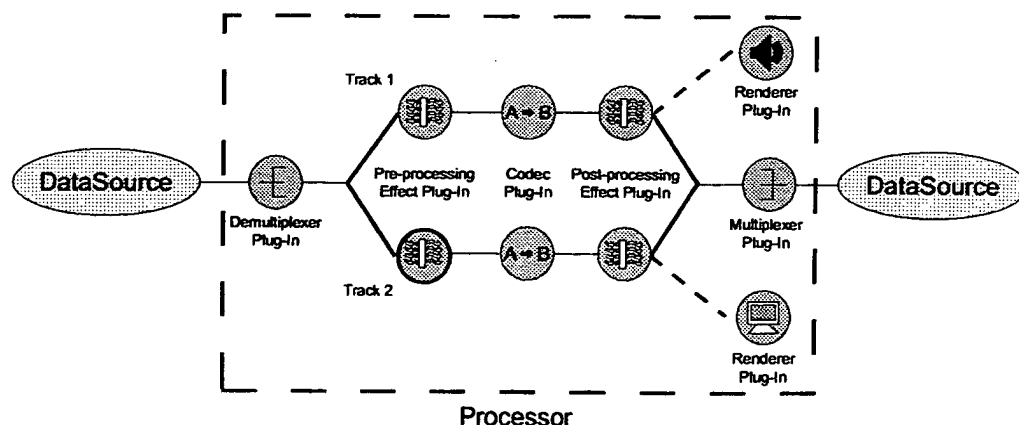 Track 1
Renderer
Plug-In
A → B
DataSource
Pre-processing
Effect Plug-In
Codec
Plug-In
Post-processing
Effect Plug-In
DataSource
Demultiplexer
Plug-In
Multiplexer
Plug-In
A → B
Track 2
Renderer
Plug-In
Processor